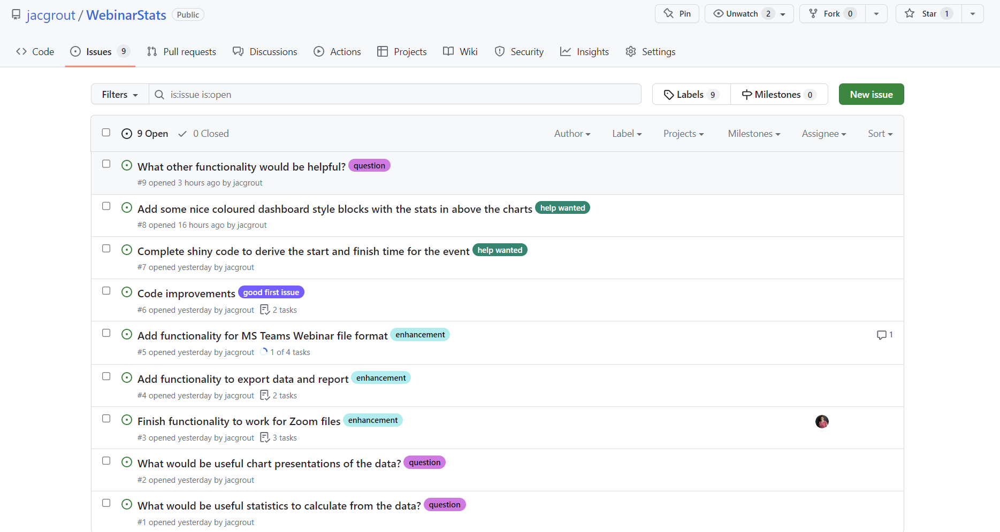 jacgrout / WebinarStats Public
Pin
Unwatch 2
Fork 0
Star 1
Code
Issues 9
Pull requests
Discussions
Actions
Projects
Wiki
Security
Insights
Settings
Filters
is:issue is:open
Labels 9
Milestones 0
New issue
9 Open
0 Closed
Author
Label
Projects
Milestones
Assignee
Sort
What other functionality would be helpful? question
#9 opened 3 hours ago by jacgrout
Add some nice coloured dashboard style blocks with the stats in above the charts help wanted
#8 opened 16 hours ago by jacgrout
Complete shiny code to derive the start and finish time for the event help wanted
#7 opened yesterday by jacgrout
Code improvements good first issue
#6 opened yesterday by jacgrout 2 tasks
Add functionality for MS Teams Webinar file format enhancement
1
#5 opened yesterday by jacgrout 1 of 4 tasks
Add functionality to export data and report enhancement
#4 opened yesterday by jacgrout 2 tasks
Finish functionality to work for Zoom files enhancement
#3 opened yesterday by jacgrout 3 tasks
What would be useful chart presentations of the data? question
#2 opened yesterday by jacgrout
What would be useful statistics to calculate from the data? question
#1 opened yesterday by jacgrout